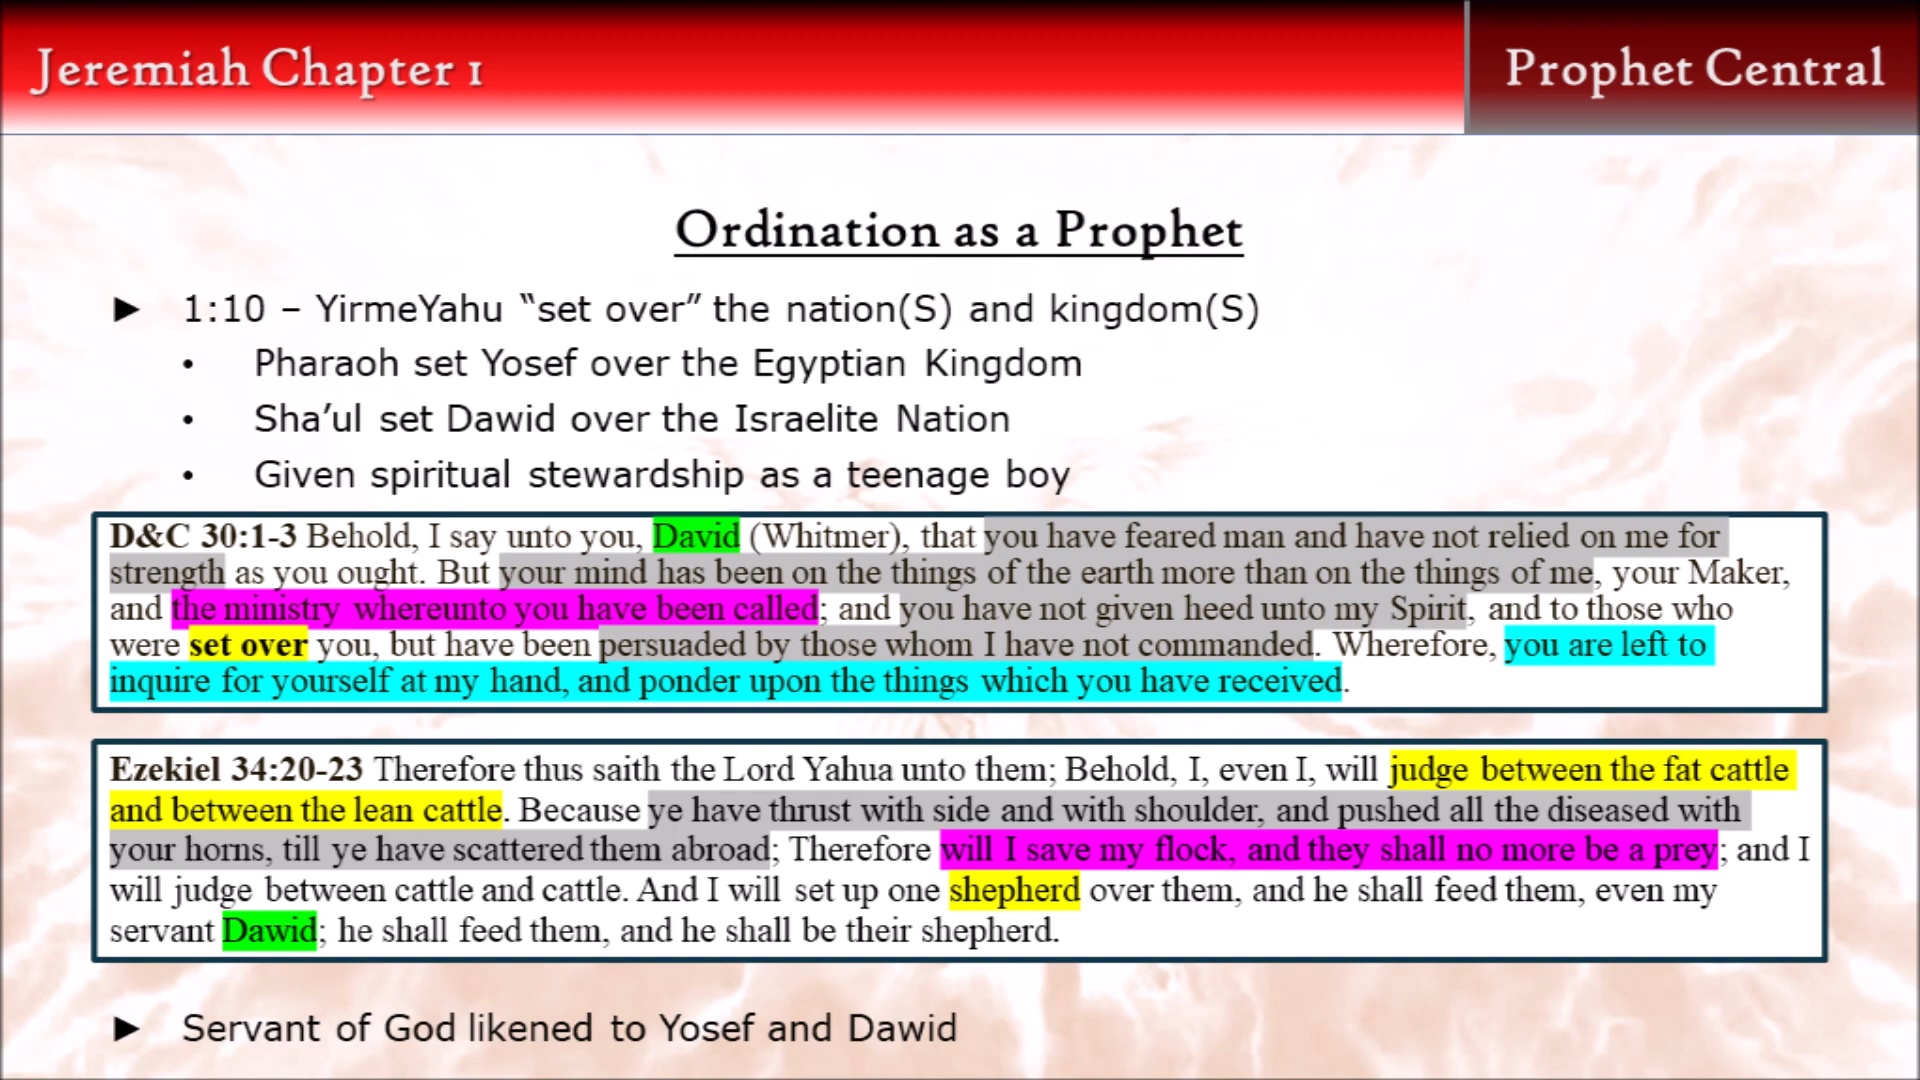 Jeremiah Chapter 1
Prophet Central
Ordination as a Prophet
► 1:10 – YirmeYahu “set over” the nation(S) and kingdom(S)
• Pharaoh set Yosef over the Egyptian Kingdom
• Sha’ul set Dawid over the Israelite Nation
• Given spiritual stewardship as a teenage boy
D&C 30:1-3 Behold, I say unto you, David (Whitmer), that you have feared man and have not relied on me for
strength as you ought. But your mind has been on the things of the earth more than on the things of me, your Maker,
and the ministry whereunto you have been called; and you have not given heed unto my Spirit, and to those who
were set over you, but have been persuaded by those whom I have not commanded. Wherefore, you are left to
inquire for yourself at my hand, and ponder upon the things which you have received.
Ezekiel 34:20-23 Therefore thus saith the Lord Yahua unto them; Behold, I, even I, will judge between the fat cattle
and between the lean cattle. Because ye have thrust with side and with shoulder, and pushed all the diseased with
your horns, till ye have scattered them abroad; Therefore will I save my flock, and they shall no more be a prey; and I
will judge between cattle and cattle. And I will set up one shepherd over them, and he shall feed them, even my
servant Dawid; he shall feed them, and he shall be their shepherd.
► Servant of God likened to Yosef and Dawid